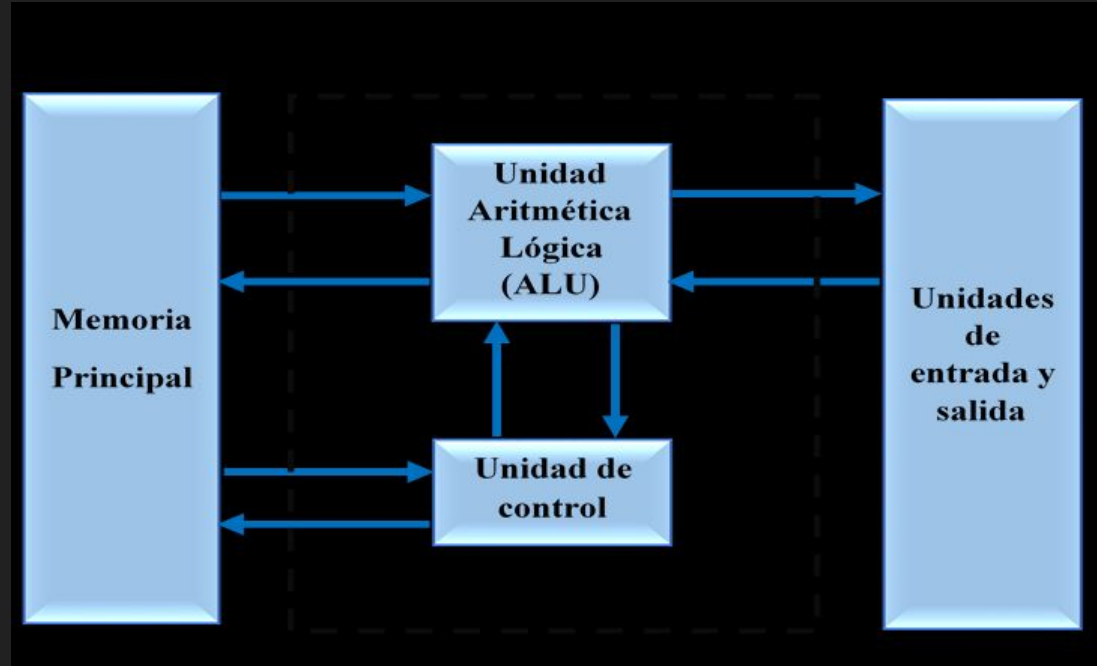 Memoria
Principal
Unidad
Aritmética
Lógica
(ALU)
Unidad de
control
Unidades
de
entrada y
salida